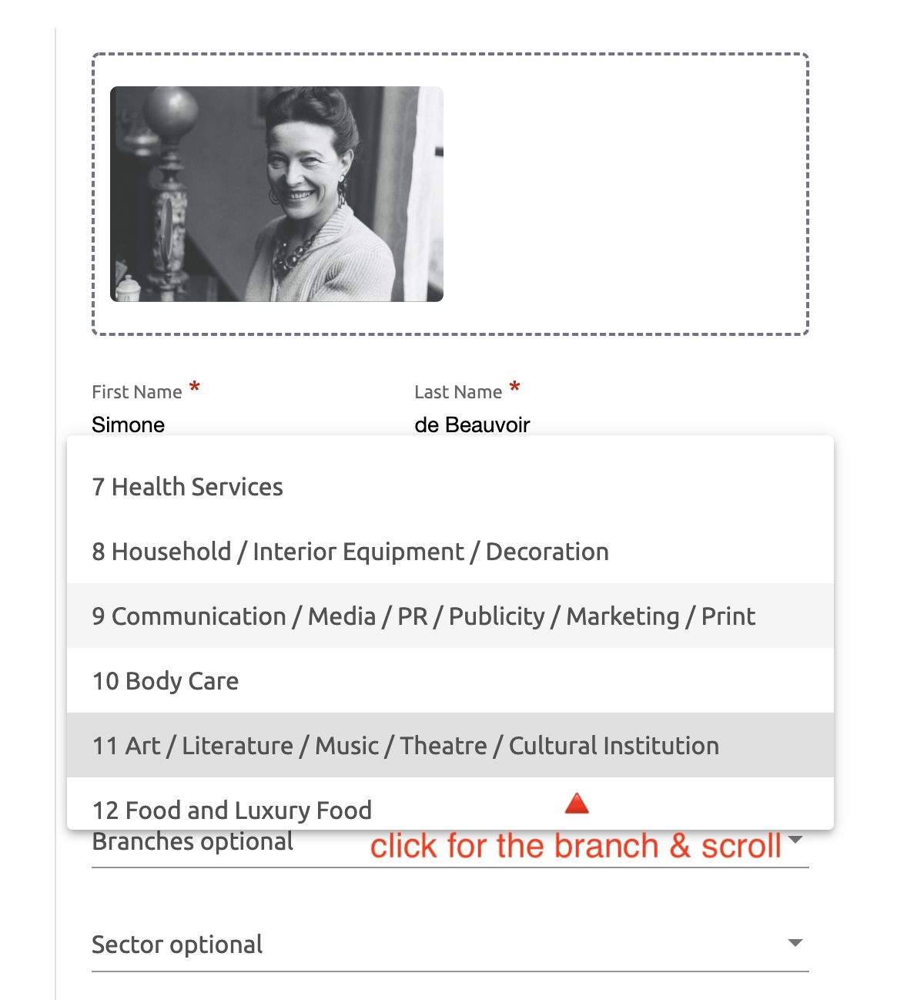 First Name *
Last Name *
Simone
de Beauvoir
7 Health Services
8 Household / Interior Equipment / Decoration
9 Communication / Media / PR / Publicity / Marketing / Print
10 Body Care
11 Art / Literature / Music / Theatre / Cultural Institution
12 Food and Luxury Food
Branches optional
click for the branch & scroll
Sector optional